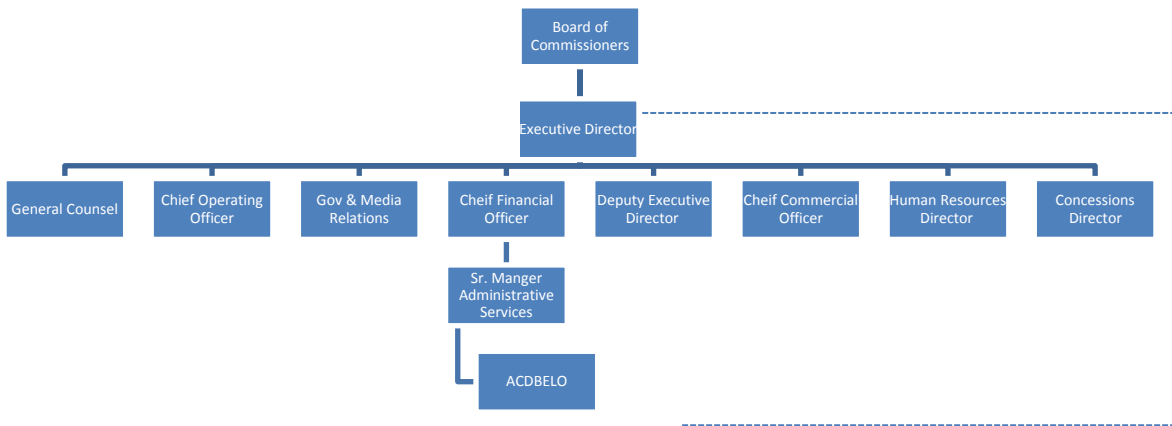 Board of
Commissioners
Executive Director
General Counsel
Chief Operating
Officer
Gov & Media
Relations
Cheif Financial
Officer
Deputy Executive
Director
Cheif Commercial
Officer
Human Resources
Director
Concessions
Director
Sr. Manger
Administrative
Services
ACDBELO